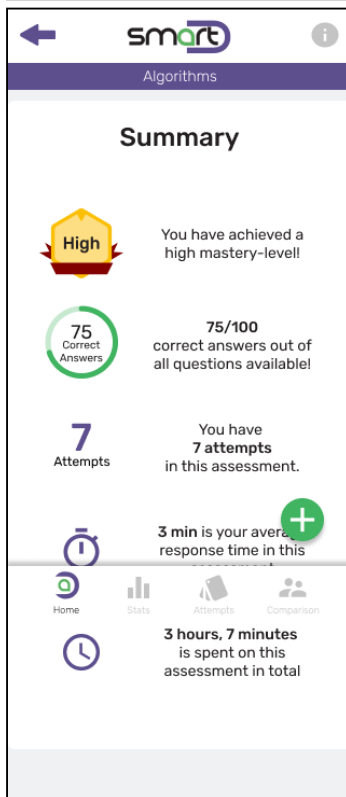 smart
i
Algorithms
Summary
High
You have achieved a
high mastery-level!
75
Correct
Answers
75/100
correct answers out of
all questions available!
7
Attempts
You have
7 attempts
in this assessment.
3 min is your
response time in this
Home
Stats
Attempts
Comparison
3 hours, 7 minutes
is spent on this
assessment in total